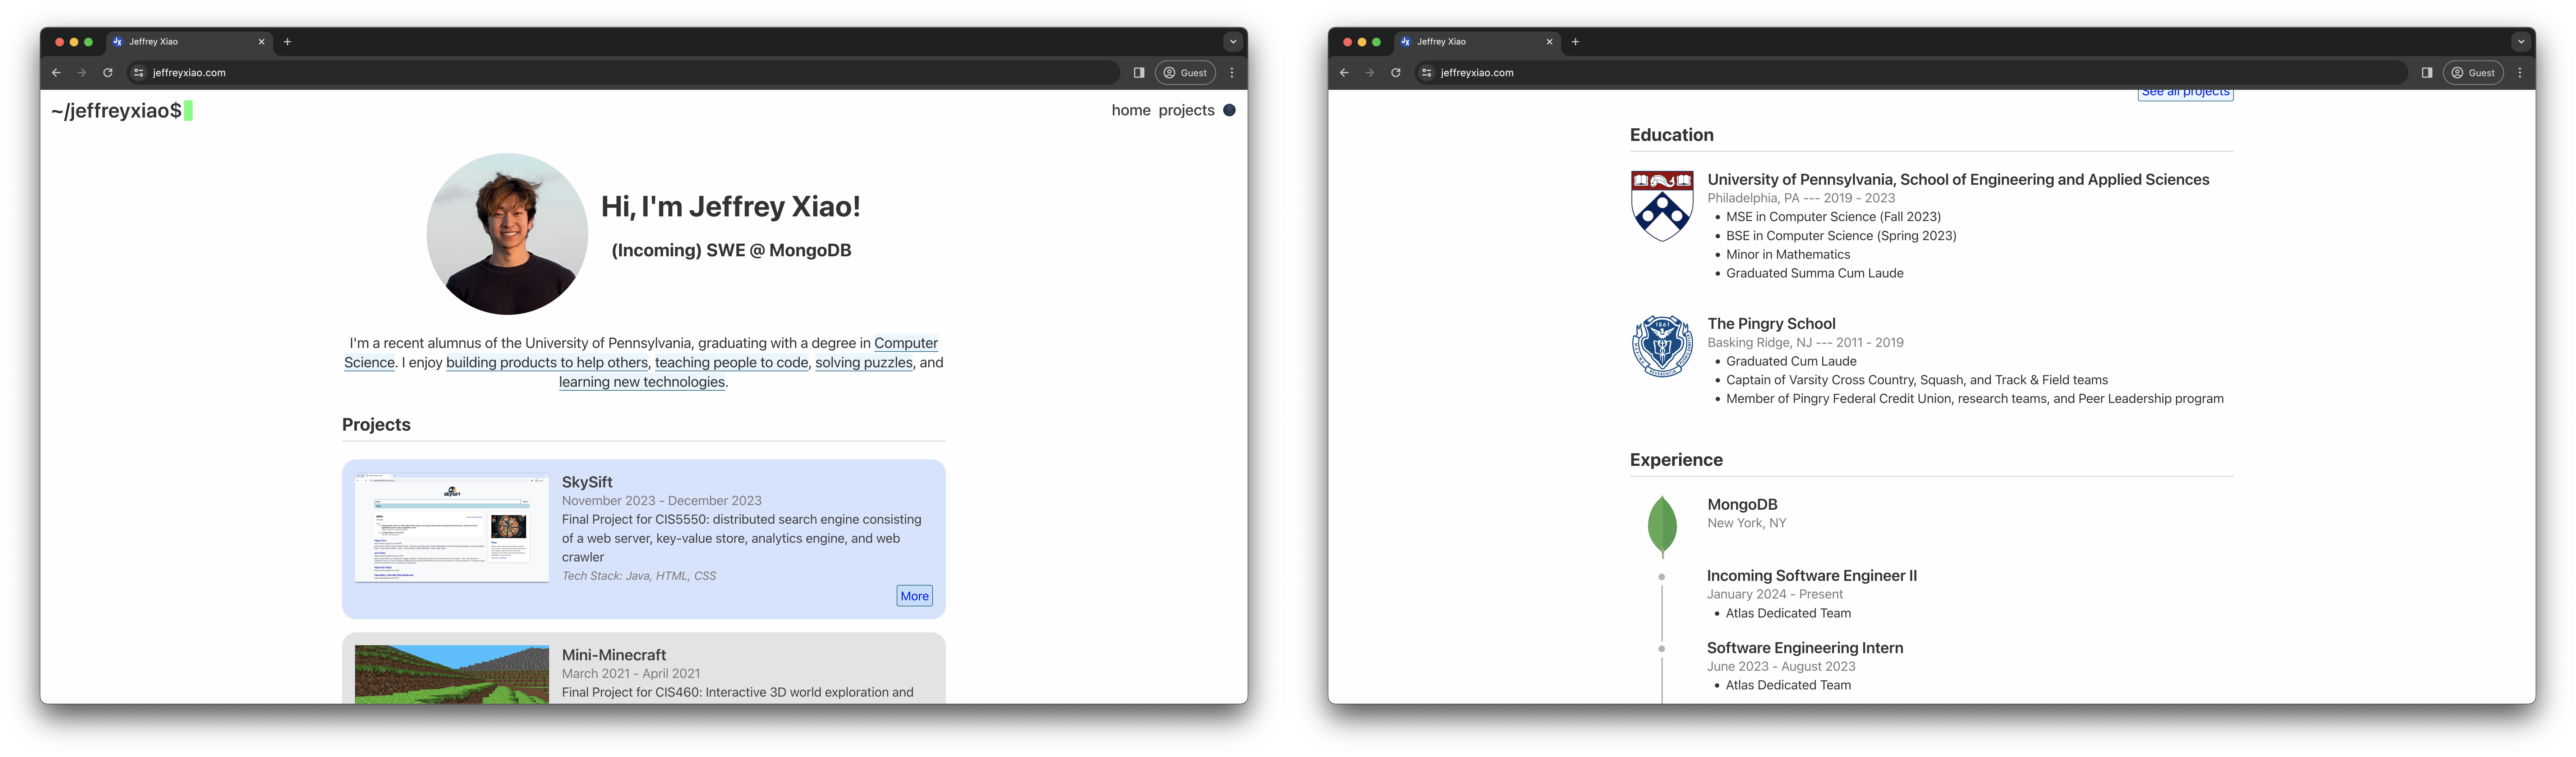 Jeffrey Xiao
jeffreyxiao.com
Guest
~/jeffreyxiao$
home projects
Hi, I'm Jeffrey Xiao!
(Incoming) SWE @ MongoDB
I'm a recent alumnus of the University of Pennsylvania, graduating with a degree in Computer
Science. I enjoy building products to help others, teaching people to code, solving puzzles, and
learning new technologies.
Projects
SkySift
November 2023 - December 2023
Final Project for CIS5550: distributed search engine consisting
of a web server, key-value store, analytics engine, and web
crawler
Tech Stack: Java, HTML, CSS
More
Mini-Minecraft
March 2021 - April 2021
Final Project for CIS460: Interactive 3D world exploration and
Jeffrey Xiao
jeffreyxiao.com
Guest
See all projects
Education
University of Pennsylvania, School of Engineering and Applied Sciences
Philadelphia, PA --- 2019 - 2023
• MSE in Computer Science (Fall 2023)
• BSE in Computer Science (Spring 2023)
• Minor in Mathematics
• Graduated Summa Cum Laude
1861
The Pingry School
Basking Ridge, NJ --- 2011 - 2019
• Graduated Cum Laude
• Captain of Varsity Cross Country, Squash, and Track & Field teams
• Member of Pingry Federal Credit Union, research teams, and Peer Leadership program
Experience
MongoDB
New York, NY
Incoming Software Engineer II
January 2024 - Present
• Atlas Dedicated Team
Software Engineering Intern
June 2023 - August 2023
• Atlas Dedicated Team